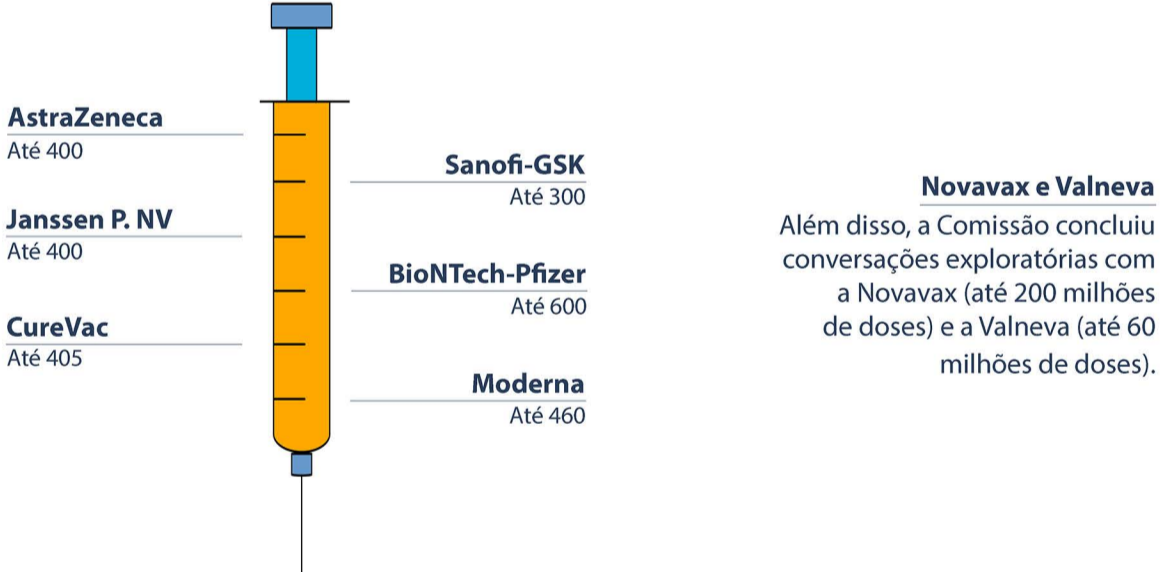 AstraZeneca
Até 400
Janssen P. NV
Até 400
CureVac
Até 405
Sanofi-GSK
Até 300
BioNTech-Pfizer
Até 600
Moderna
Até 460
Novavax e Valneva
Além disso, a Comissão concluiu
conversações exploratórias com
a Novavax (até 200 milhões
de doses) e a Valneva (até 60
milhões de doses).